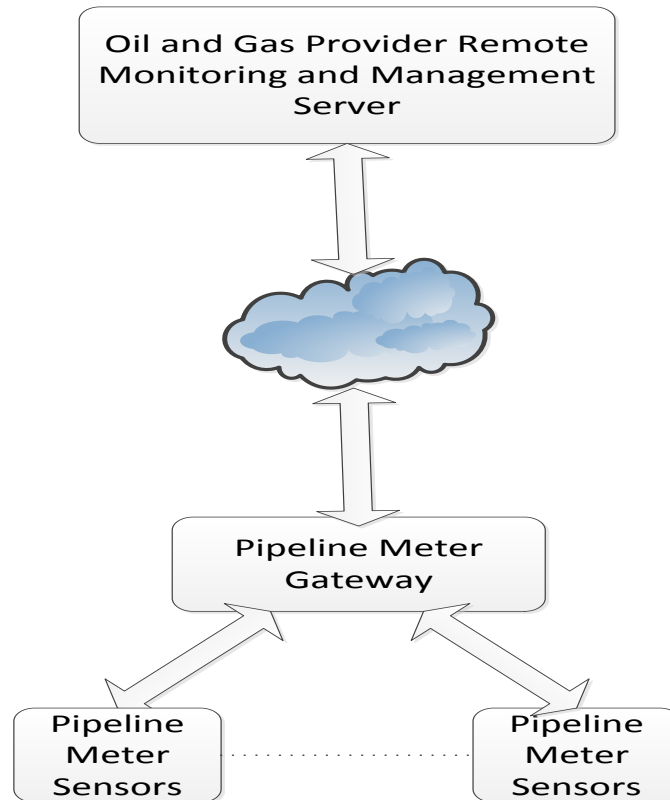 Oil and Gas Provider Remote
Monitoring and Management
Server
Pipeline Meter
Gateway
Pipeline
Meter
Sensors
Pipeline
Meter
Sensors